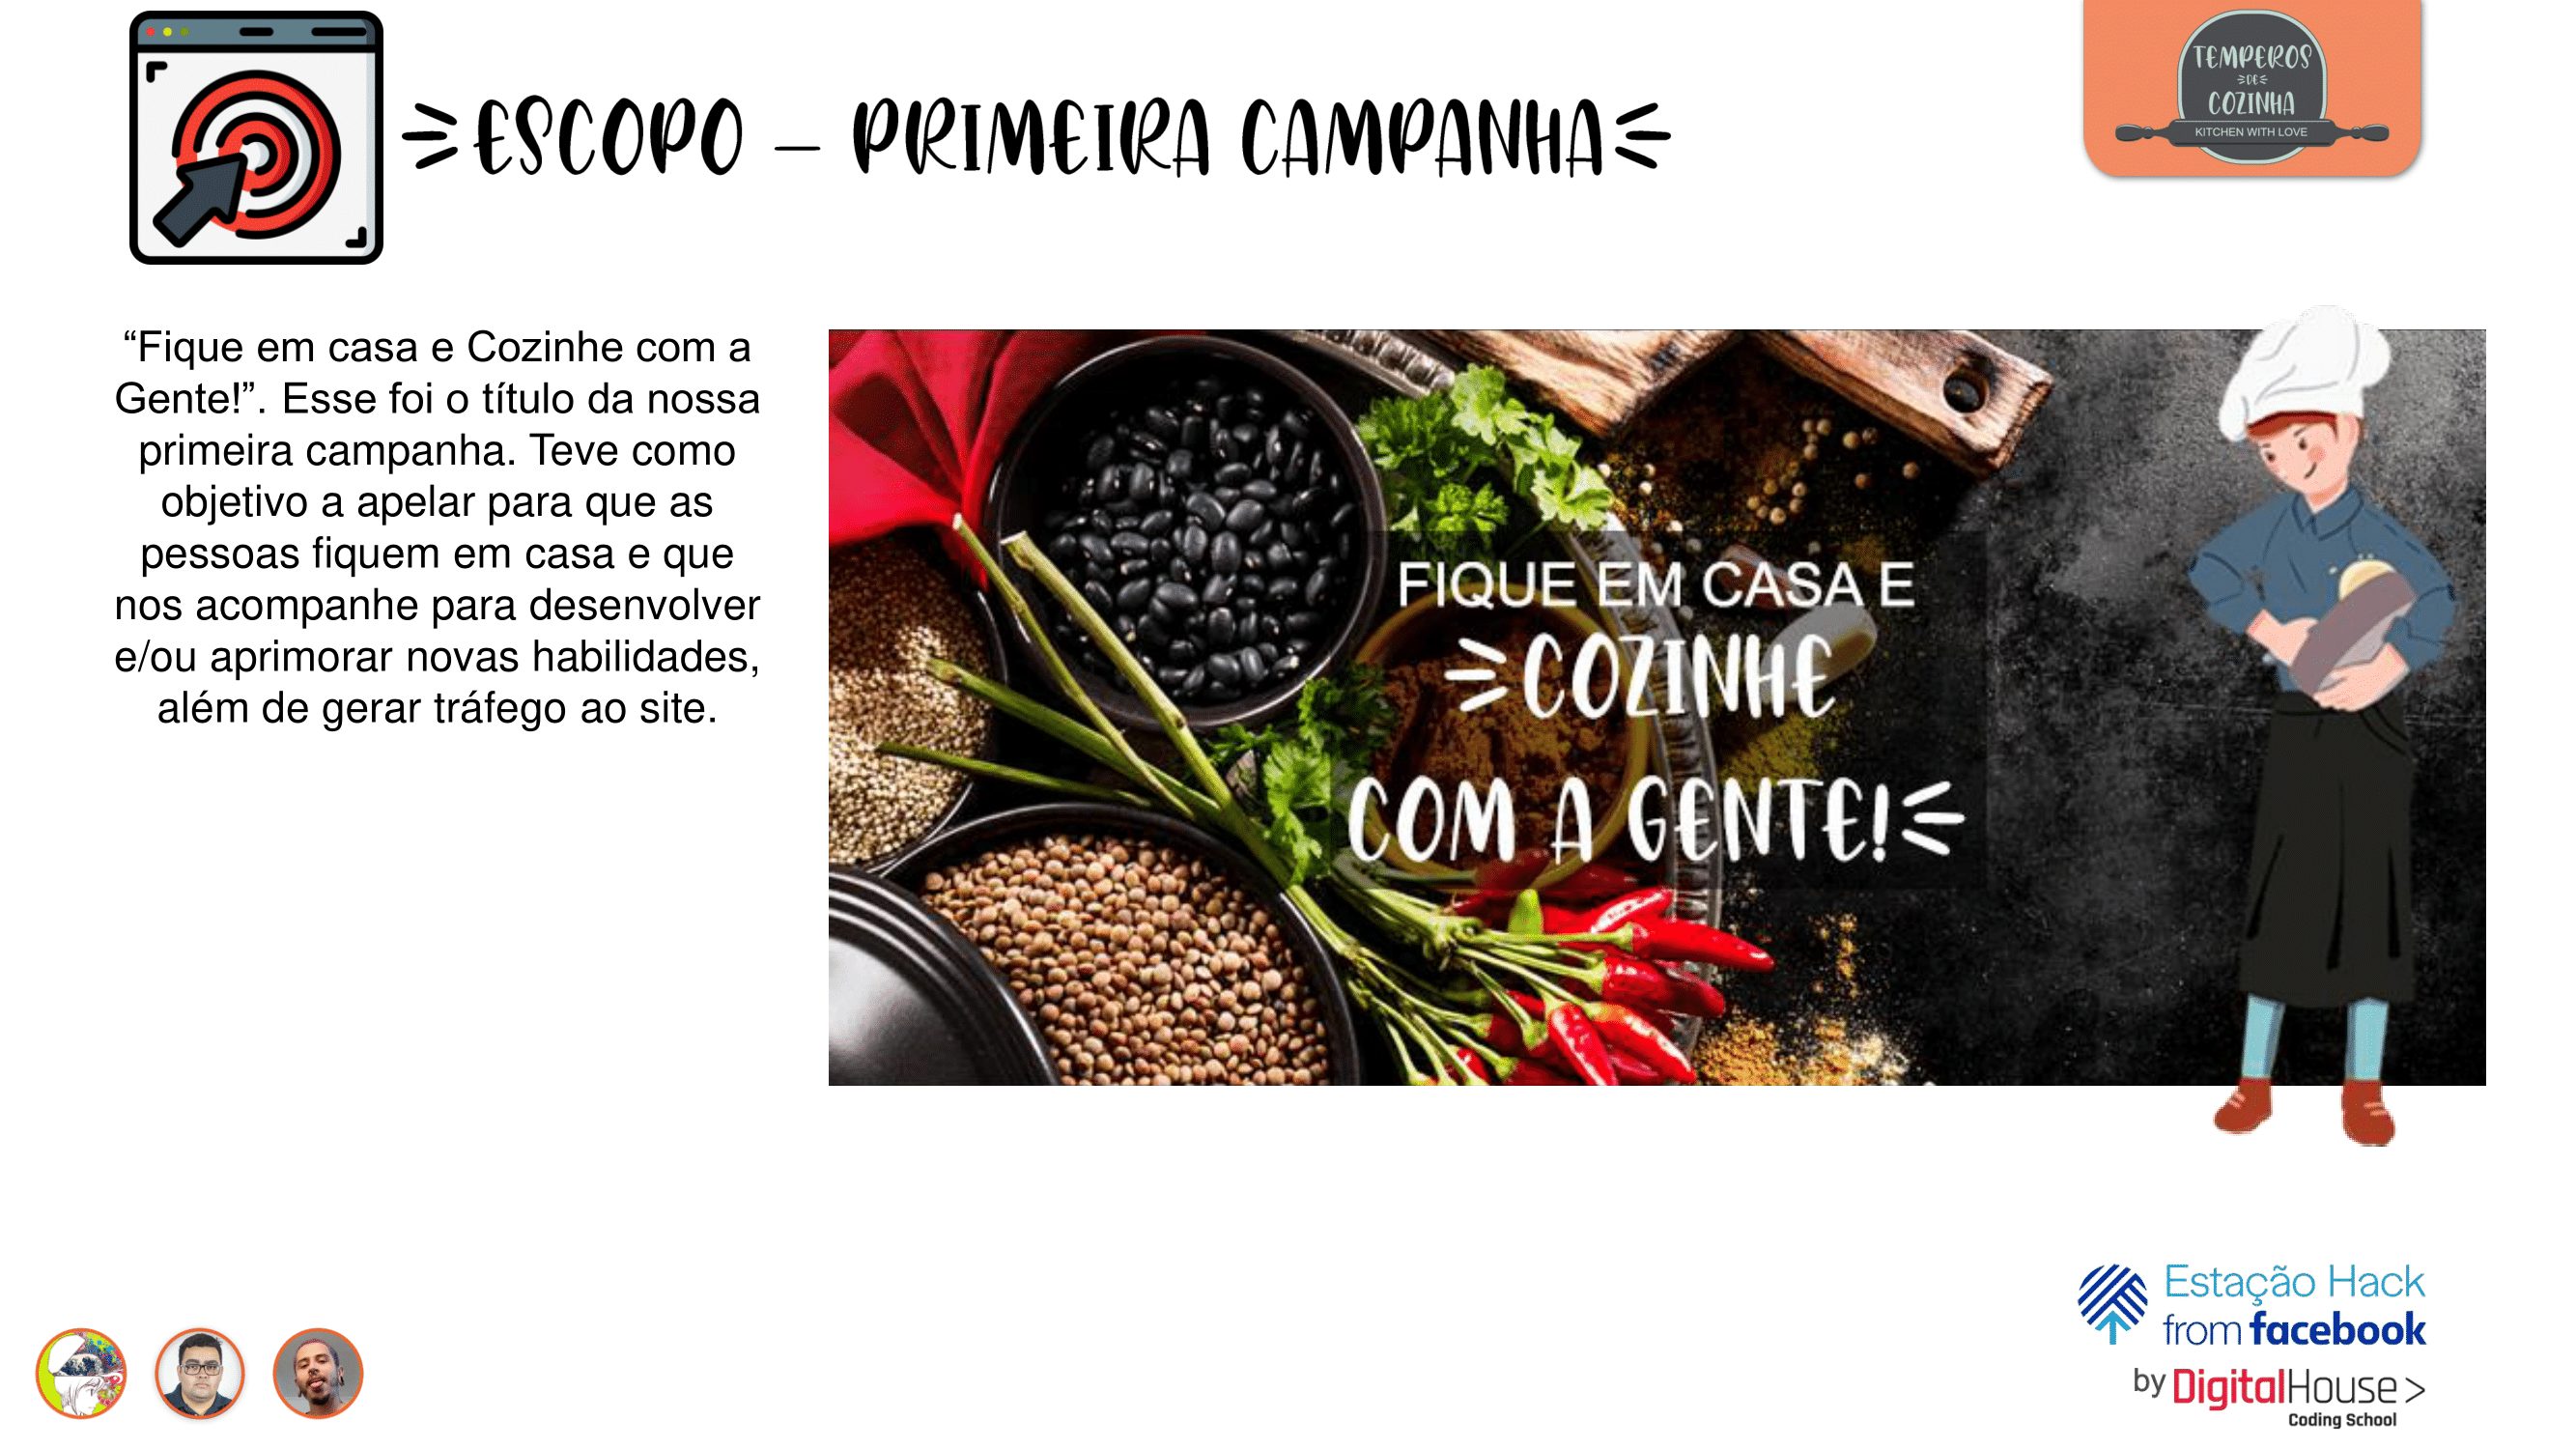 ESCOPO – PRIMEIRA CAMPANHA
TEMPEROS
DE
COZINHA
KITCHEN WITH LOVE
“Fique em casa e Cozinhe com a
Gente!”. Esse foi o título da nossa
primeira campanha. Teve como
objetivo a apelar para que as
pessoas fiquem em casa e que
nos acompanhe para desenvolver
e/ou aprimorar novas habilidades,
além de gerar tráfego ao site.
FIQUE EM CASA E
COZINHE
COM A GENTE!
Estação Hack
from facebook
by DigitalHouse >
Coding School